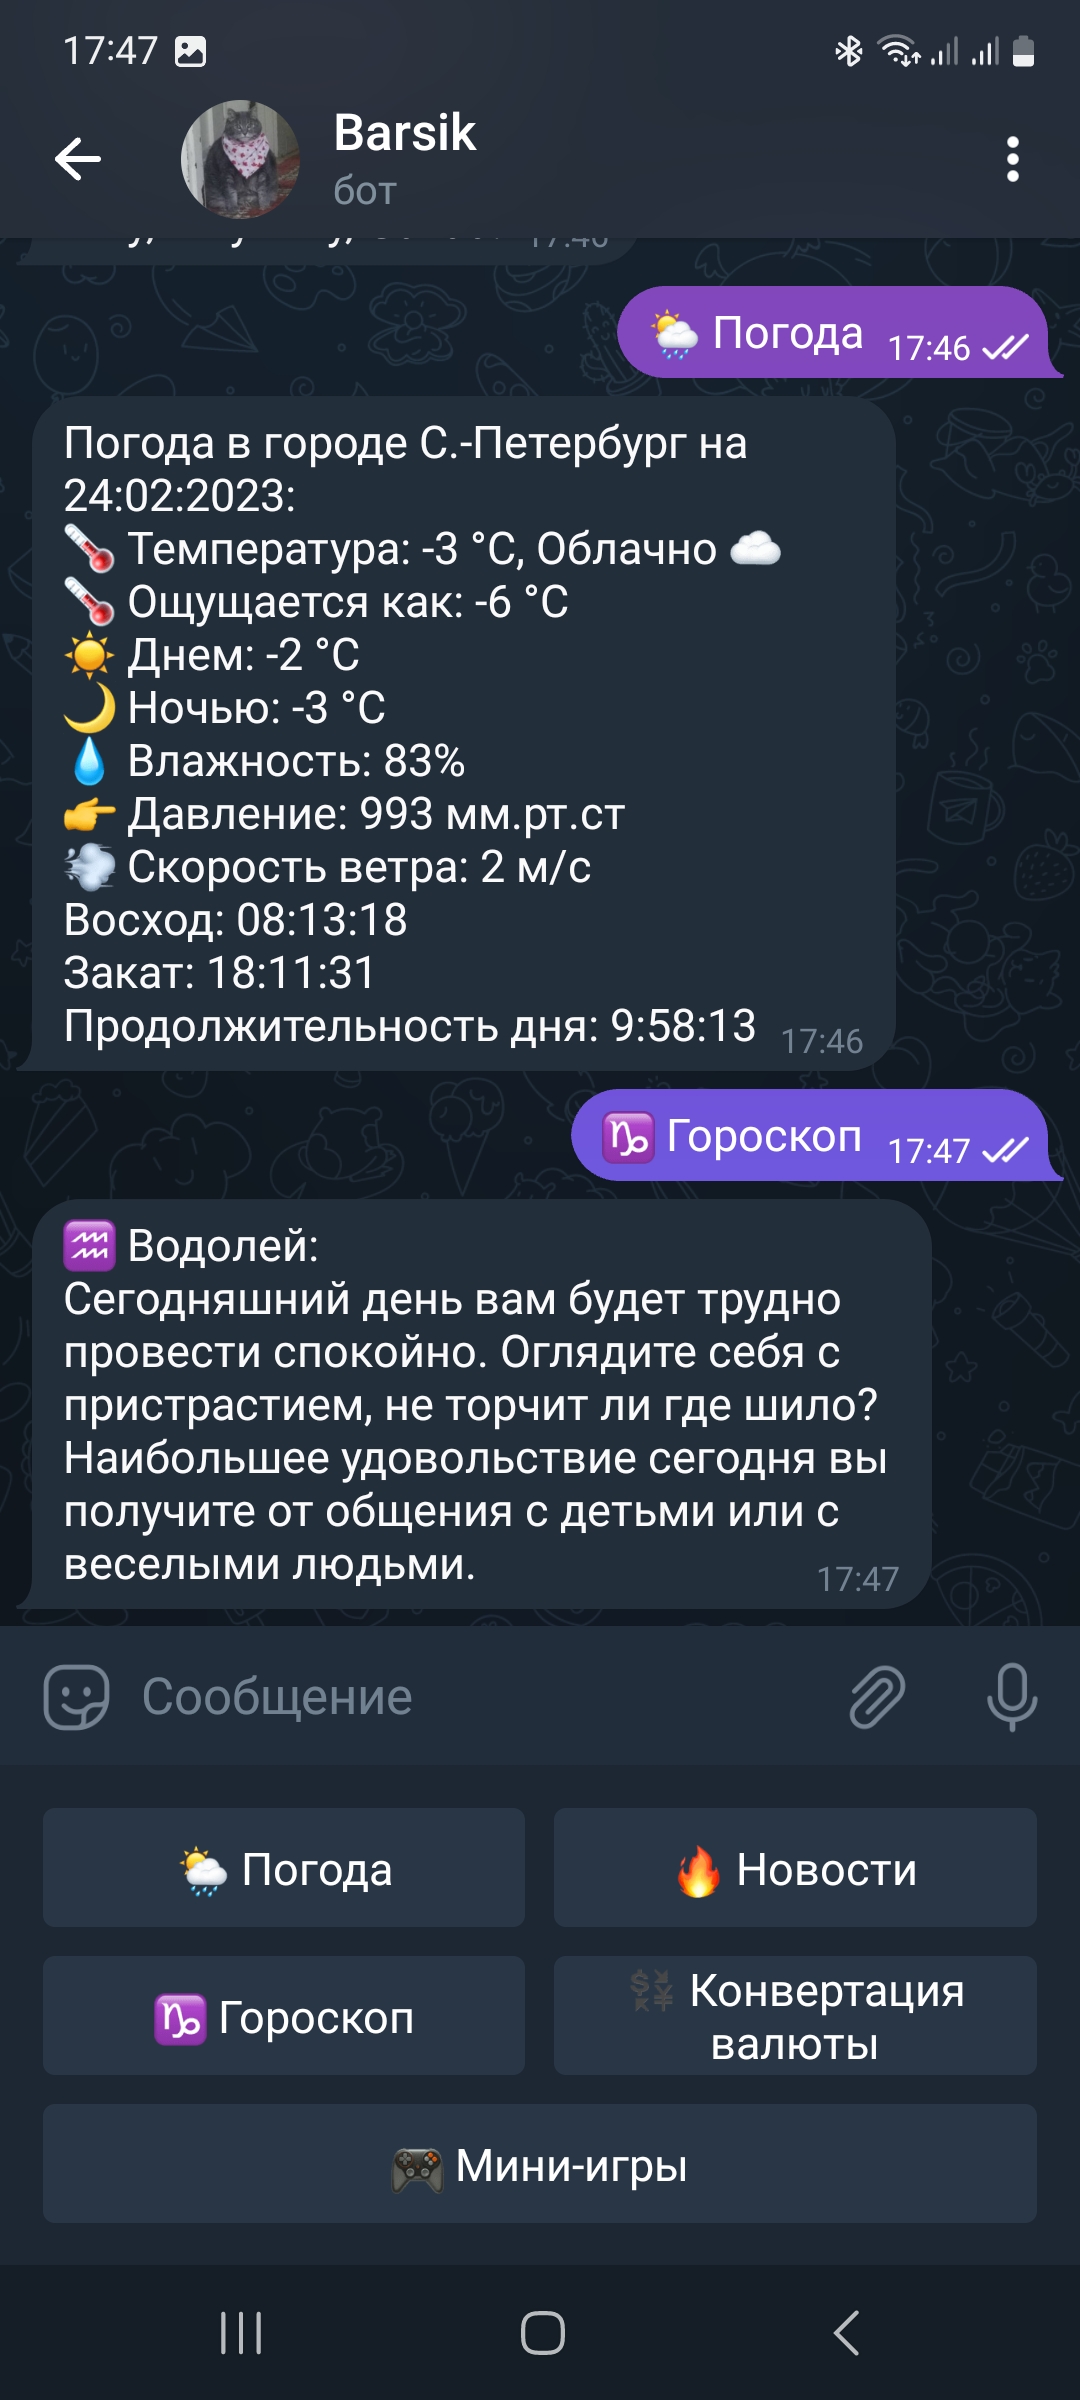 17:47
Barsik
бот
17:46
🌦 Погода 17:46
Погода в городе С.-Петербург на
24:02:2023:
🌡 Температура: -3 °C, Облачно ☁️
🌡 Ощущается как: -6 °C
☀️ Днем: -2 °C
🌙 Ночью: -3 °C
💧 Влажность: 83%
👉 Давление: 993 мм.рт.ст
💨 Скорость ветра: 2 м/с
Восход: 08:13:18
Закат: 18:11:31
Продолжительность дня: 9:58:13 17:46
♑ Гороскоп 17:47
♒ Водолей:
Сегодняшний день вам будет трудно
провести спокойно. Оглядите себя с
пристрастием, не торчит ли где шило?
Наибольшее удовольствие сегодня вы
получите от общения с детьми или с
веселыми людьми. 17:47
Сообщение
🌦 Погода
🔥 Новости
♑ Гороскоп
💱 Конвертация
валюты
🎮 Мини-игры